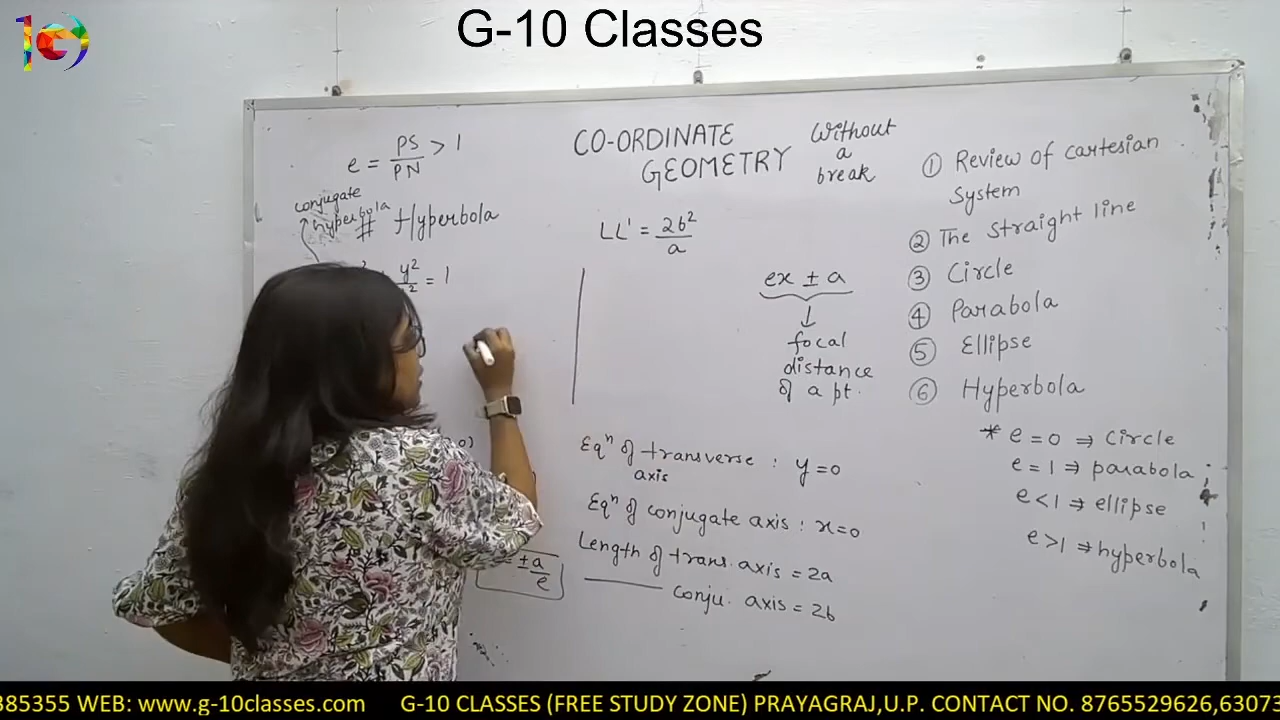 G-10 Classes
e = PS/PN > 1
conjugate
hyperbola
# Hyperbola
y²
= 1
CO-ORDINATE
GEOMETRY
Without
a
break
LL' = 2b²/a
ex ± a
↓
focal
distance
of a pt.
Eqⁿ of transverse axis : y=0
Eqⁿ of conjugate axis : x=0
Length of trans. axis = 2a
——— conju. axis = 2b
= ±a/e
① Review of cartesian
System
② The straight line
③ Circle
④ Parabola
⑤ Ellipse
⑥ Hyperbola
* e=0 ⇒ Circle
e=1 ⇒ parabola
e<1 ⇒ ellipse
e>1 ⇒ hyperbola
385355 WEB: www.g-10classes.com G-10 CLASSES (FREE STUDY ZONE) PRAYAGRAJ,U.P. CONTACT NO. 8765529626,63073